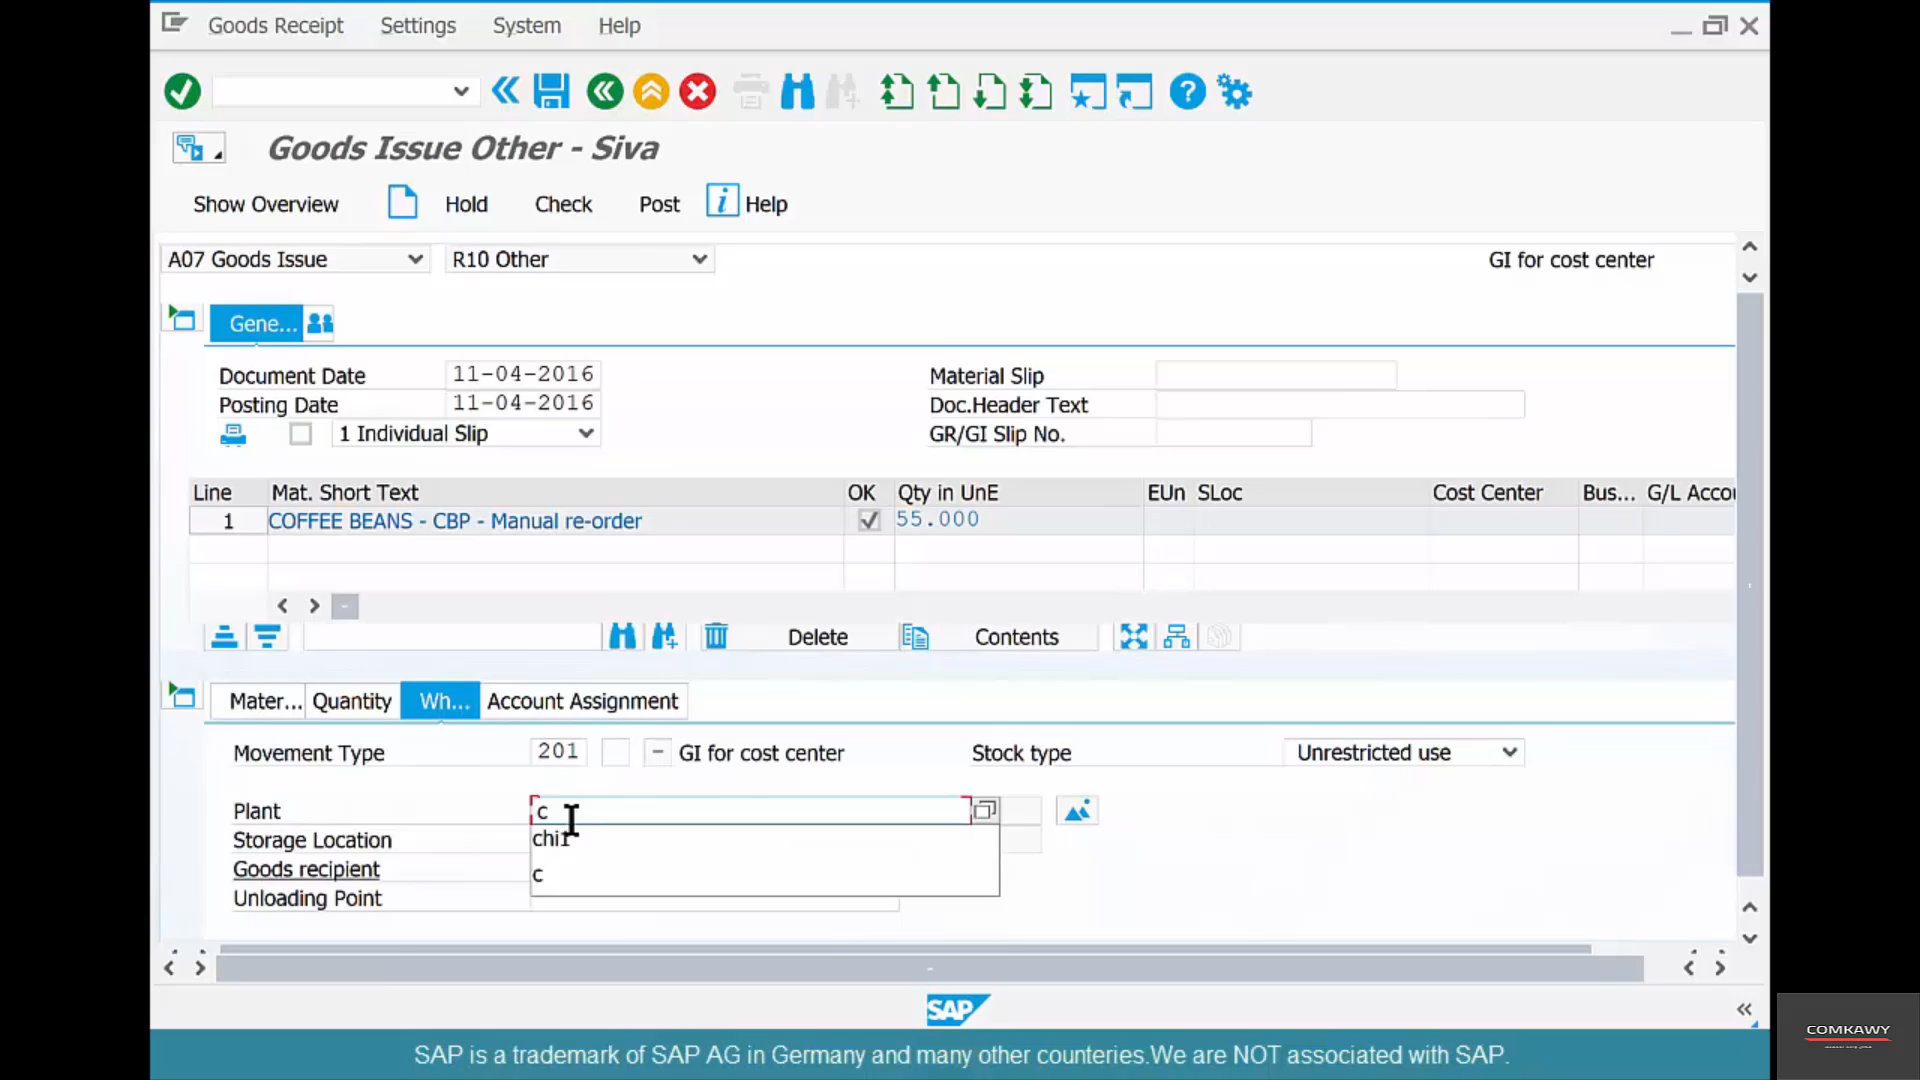 Goods Receipt Settings System Help
Goods Issue Other - Siva
Show Overview Hold Check Post i Help
A07 Goods Issue R10 Other GI for cost center
Gene...
Document Date 11-04-2016 Material Slip
Posting Date 11-04-2016 Doc.Header Text
1 Individual Slip GR/GI Slip No.
Line Mat. Short Text OK Qty in UnE EUn SLoc Cost Center Bus... G/L Accou
1 COFFEE BEANS - CBP - Manual re-order 55.000
Delete Contents
Mater... Quantity Wh... Account Assignment
Movement Type 201 GI for cost center Stock type Unrestricted use
Plant c
Storage Location
Goods recipient c
Unloading Point
SAP
SAP is a trademark of SAP AG in Germany and many other counteries.We are NOT associated with SAP.
COMKAWY